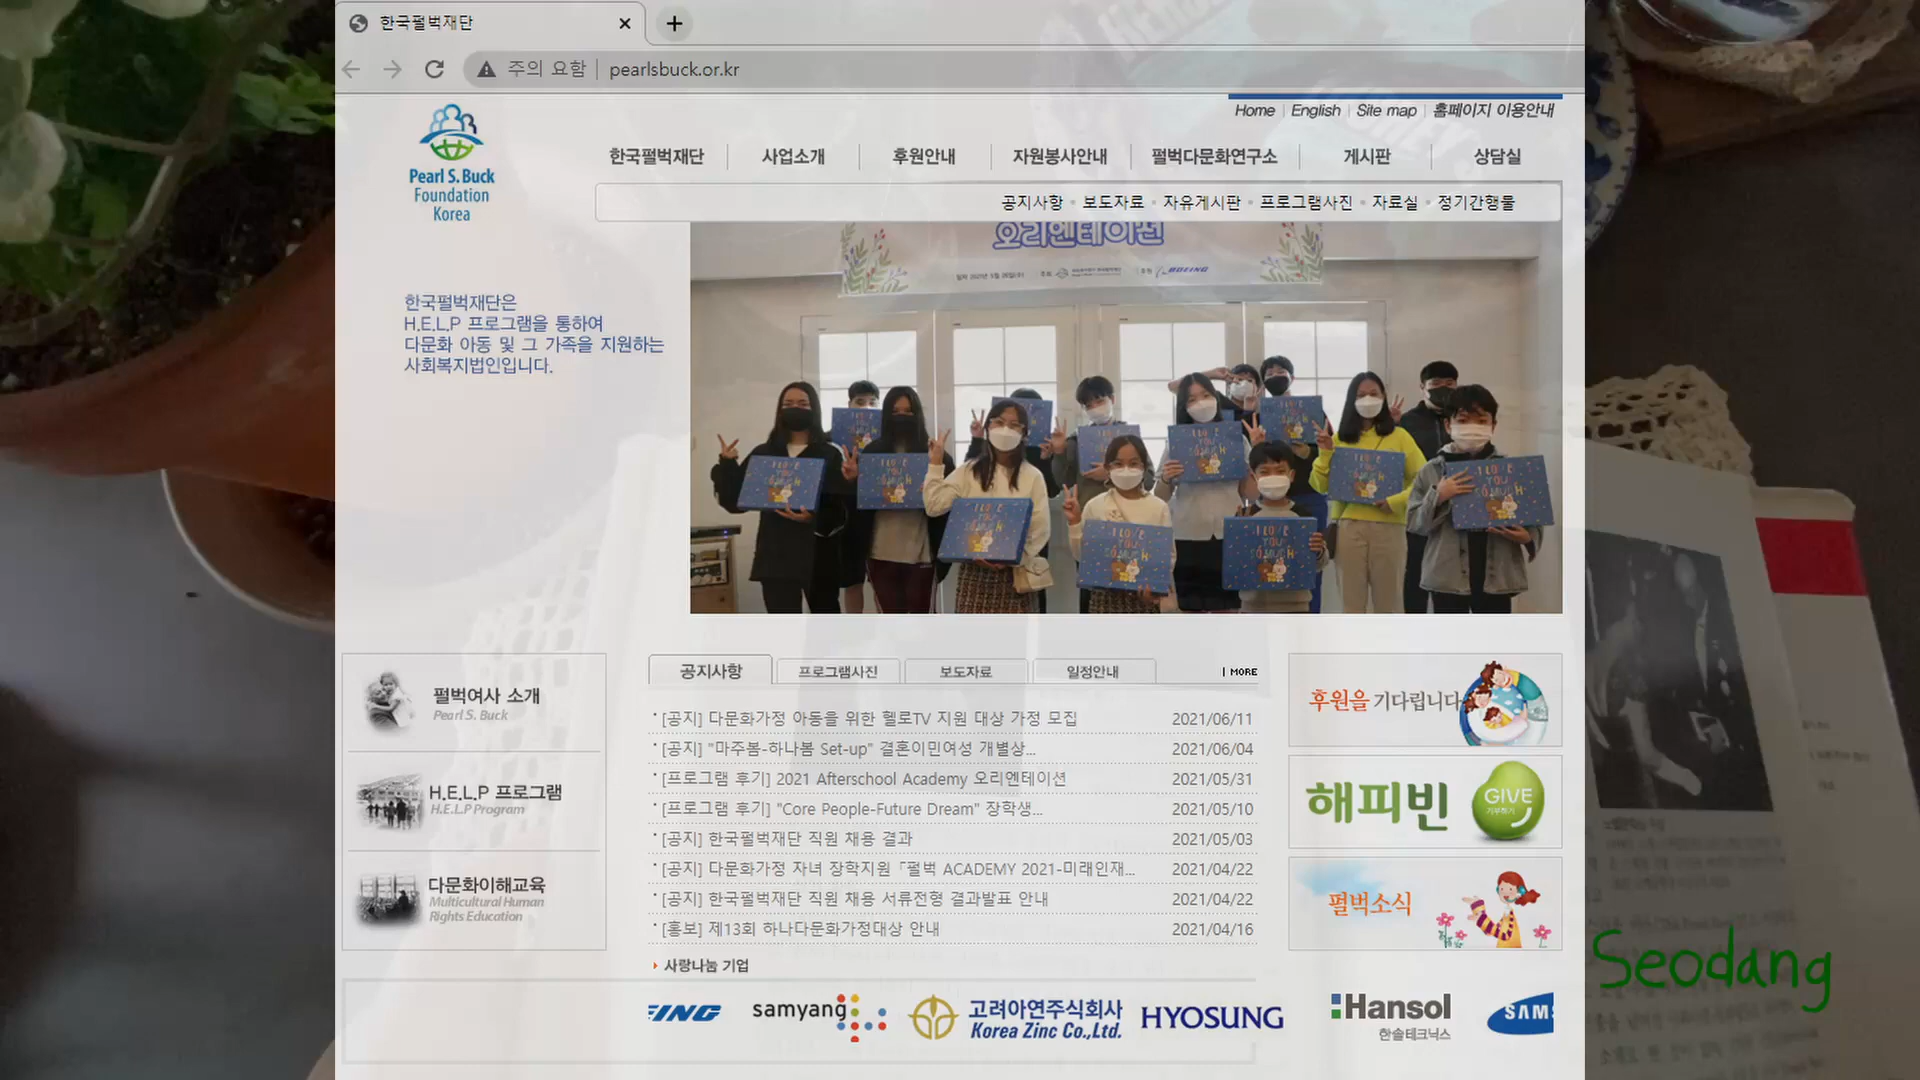 한국펄벅재단
주의 요함 | pearlsbuck.or.kr
Home | English | Site map | 홈페이지 이용안내
Pearl S. Buck
Foundation
Korea
한국펄벅재단 사업소개 후원안내 자원봉사안내 펄벅다문화연구소 게시판 상담실
공지사항 보도자료 자유게시판 프로그램사진 자료실 정기간행물
오리엔테이션
BOEING
한국펄벅재단은
H.E.L.P 프로그램을 통하여
다문화 아동 및 그 가족을 지원하는
사회복지법인입니다.
I LOVE
YOU
SO MUCH
펄벅여사 소개
Pearl S. Buck
H.E.L.P 프로그램
H.E.L.P Program
다문화이해교육
Multicultural Human
Rights Education
공지사항 프로그램사진 보도자료 일정안내 MORE
[공지] 다문화가정 아동을 위한 헬로TV 지원 대상 가정 모집 2021/06/11
[공지] "마주봄-하나봄 Set-up" 결혼이민여성 개별상... 2021/06/04
[프로그램 후기] 2021 Afterschool Academy 오리엔테이션 2021/05/31
[프로그램 후기] "Core People-Future Dream" 장학생... 2021/05/10
[공지] 한국펄벅재단 직원 채용 결과 2021/05/03
[공지] 다문화가정 자녀 장학지원 「펄벅 ACADEMY 2021-미래인재... 2021/04/22
[공지] 한국펄벅재단 직원 채용 서류전형 결과발표 안내 2021/04/22
[홍보] 제13회 하나다문화가정대상 안내 2021/04/16
후원을 기다립니다
해피빈
GIVE
기부하기
펄벅소식
사랑나눔 기업
ING samyang 고려아연주식회사 Korea Zinc Co.,Ltd. HYOSUNG Hansol 한솔테크닉스 SAM
Seodang